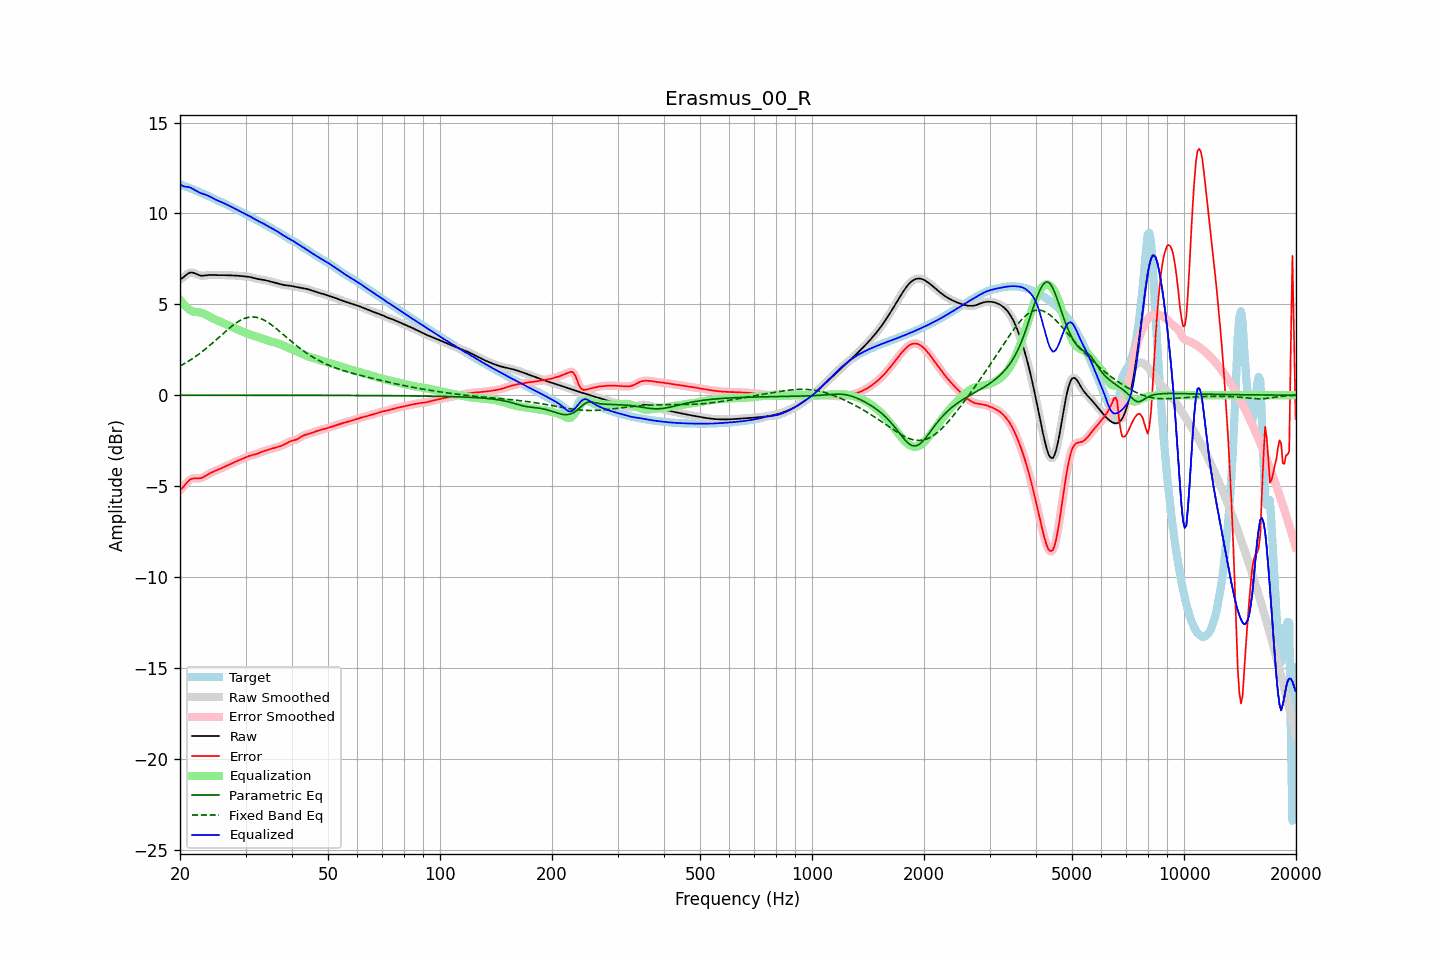 Erasmus_00_R
15
10
5
0
−5
−10
−15
−20
−25
Amplitude (dBr)
Target
Raw Smoothed
Error Smoothed
Raw
Error
Equalization
Parametric Eq
Fixed Band Eq
Equalized
20 50 100 200 500 1000 2000 5000 10000 20000
Frequency (Hz)